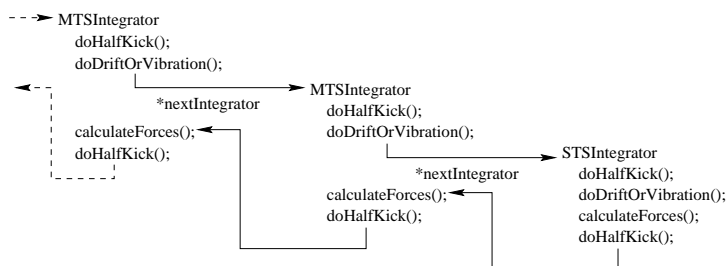 MTSIntegrator
doHalfKick();
doDriftOrVibration();
*nextIntegrator
calculateForces();
doHalfKick();
MTSIntegrator
doHalfKick();
doDriftOrVibration();
*nextIntegrator
calculateForces();
doHalfKick();
STSIntegrator
doHalfKick();
doDriftOrVibration();
calculateForces();
doHalfKick();